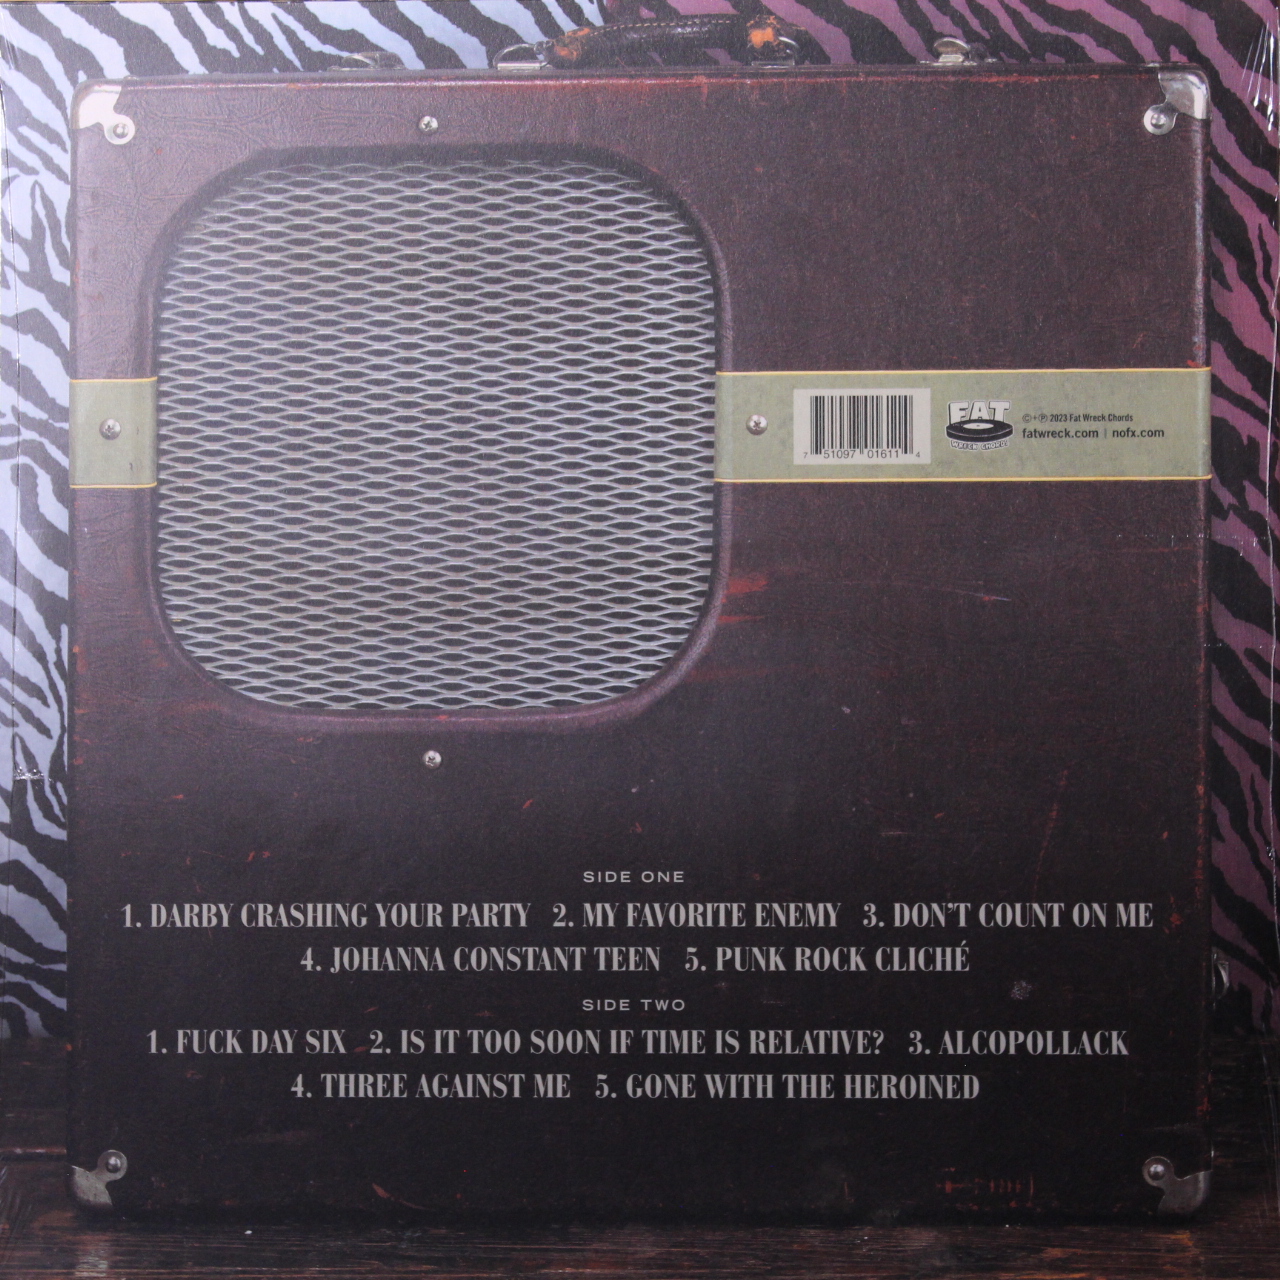 7 51097 01611 4
FAT
WRECK CHORDS
©+℗ 2023 Fat Wreck Chords
fatwreck.com | nofx.com
SIDE ONE
1. DARBY CRASHING YOUR PARTY 2. MY FAVORITE ENEMY 3. DON'T COUNT ON ME
4. JOHANNA CONSTANT TEEN 5. PUNK ROCK CLICHÉ
SIDE TWO
1. FUCK DAY SIX 2. IS IT TOO SOON IF TIME IS RELATIVE? 3. ALCOPOLLACK
4. THREE AGAINST ME 5. GONE WITH THE HEROINED